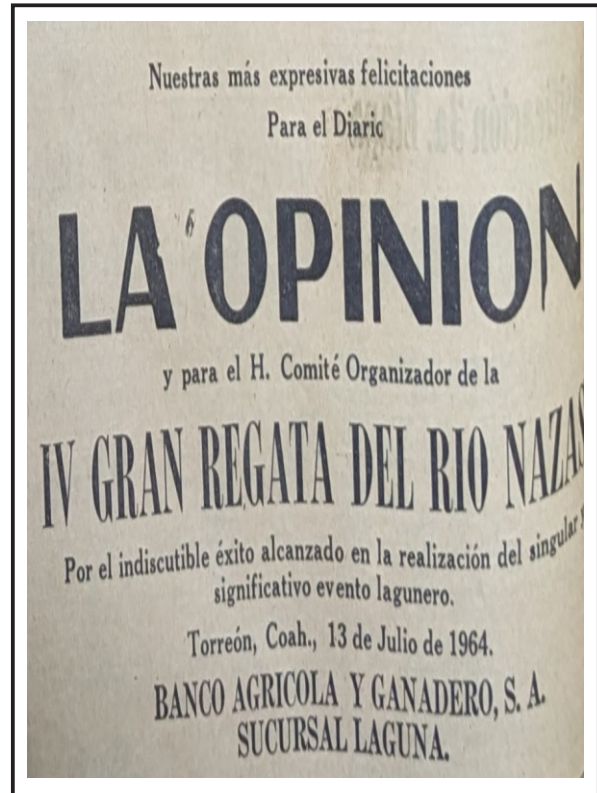 Nuestras más expresivas felicitaciones
Para el Diario
LA OPINION
y para el H. Comité Organizador de la
IV GRAN REGATA DEL RIO NAZAS
Por el indiscutible éxito alcanzado en la realización del singular y
significativo evento lagunero.
Torreón, Coah., 13 de Julio de 1964.
BANCO AGRICOLA Y GANADERO, S. A.
SUCURSAL LAGUNA.